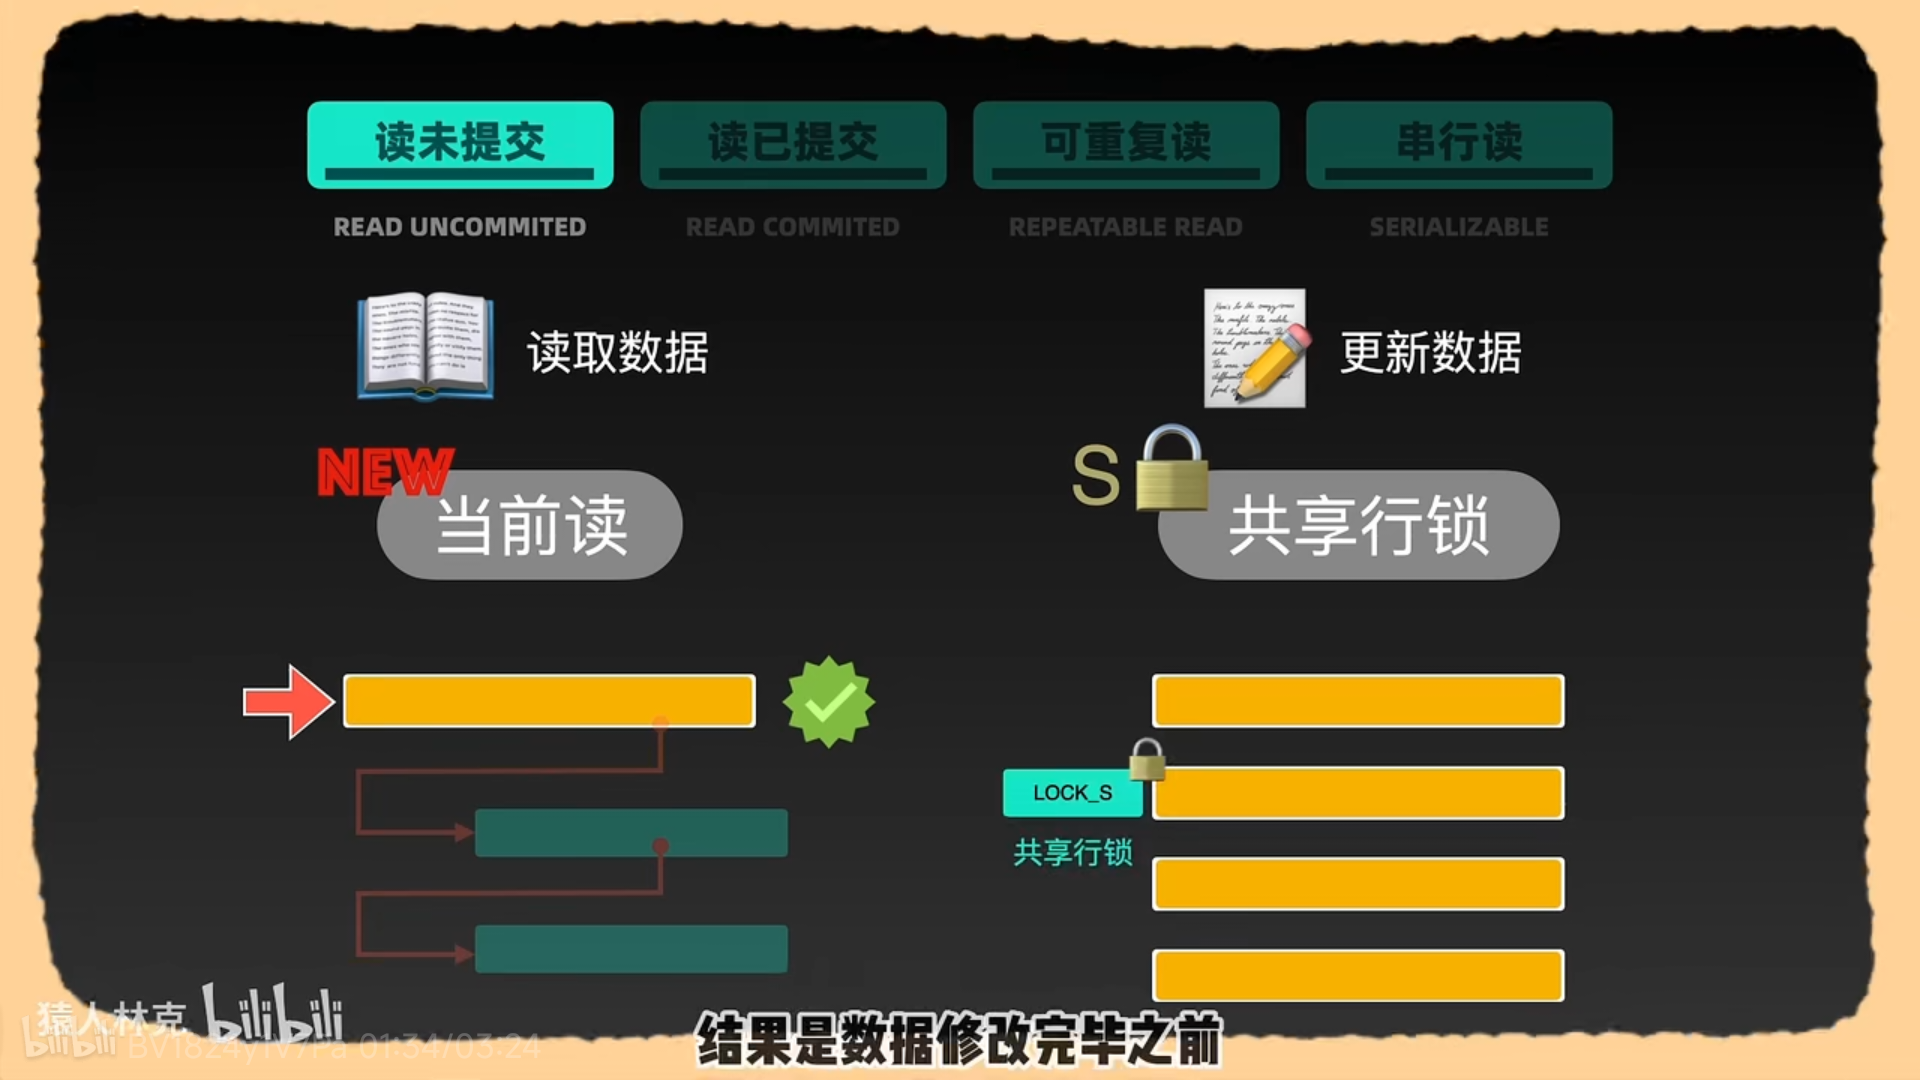 读未提交
读已提交
可重复读
串行读
READ UNCOMMITED
READ COMMITED
REPEATABLE READ
SERIALIZABLE
读取数据
更新数据
NEW
当前读
S
共享行锁
LOCK_S
共享行锁
猿人林克
bilibili
结果是数据修改完毕之前
bilibili
01:34/03:24